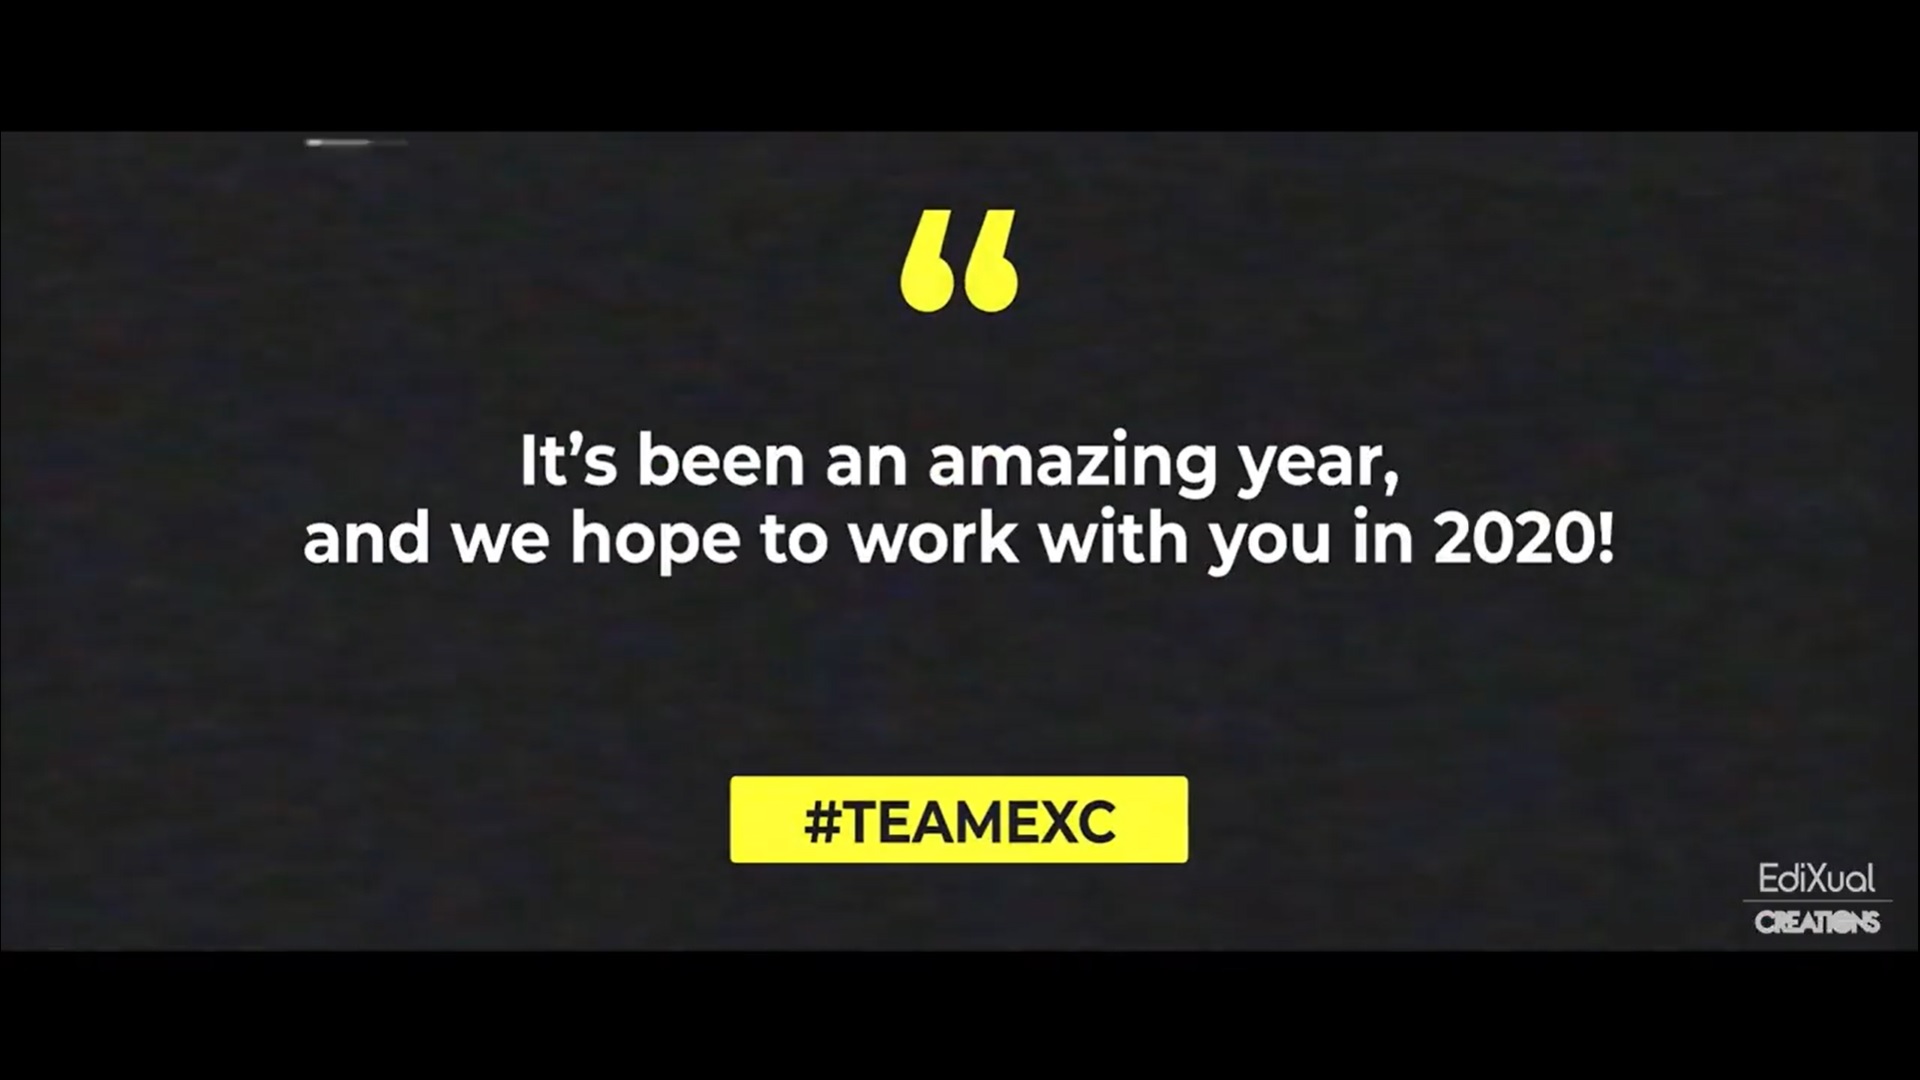 “
It’s been an amazing year,
and we hope to work with you in 2020!
#TEAMEXC
EdiXual
CREATIONS